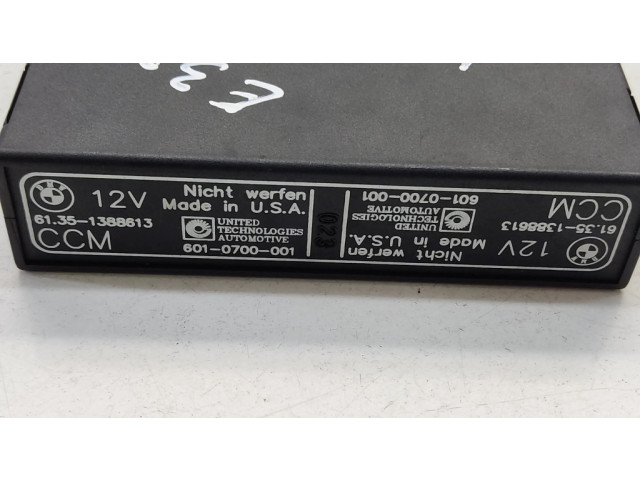 E3
12V
61.35-1388613
CCM
Nicht werfen
Made in U.S.A.
UNITED
TECHNOLOGIES
AUTOMOTIVE
601-0700-001
12V
61.35-1388613
CCM
Nicht werfen
Made in U.S.A.
UNITED
TECHNOLOGIES
AUTOMOTIVE
601-0700-001